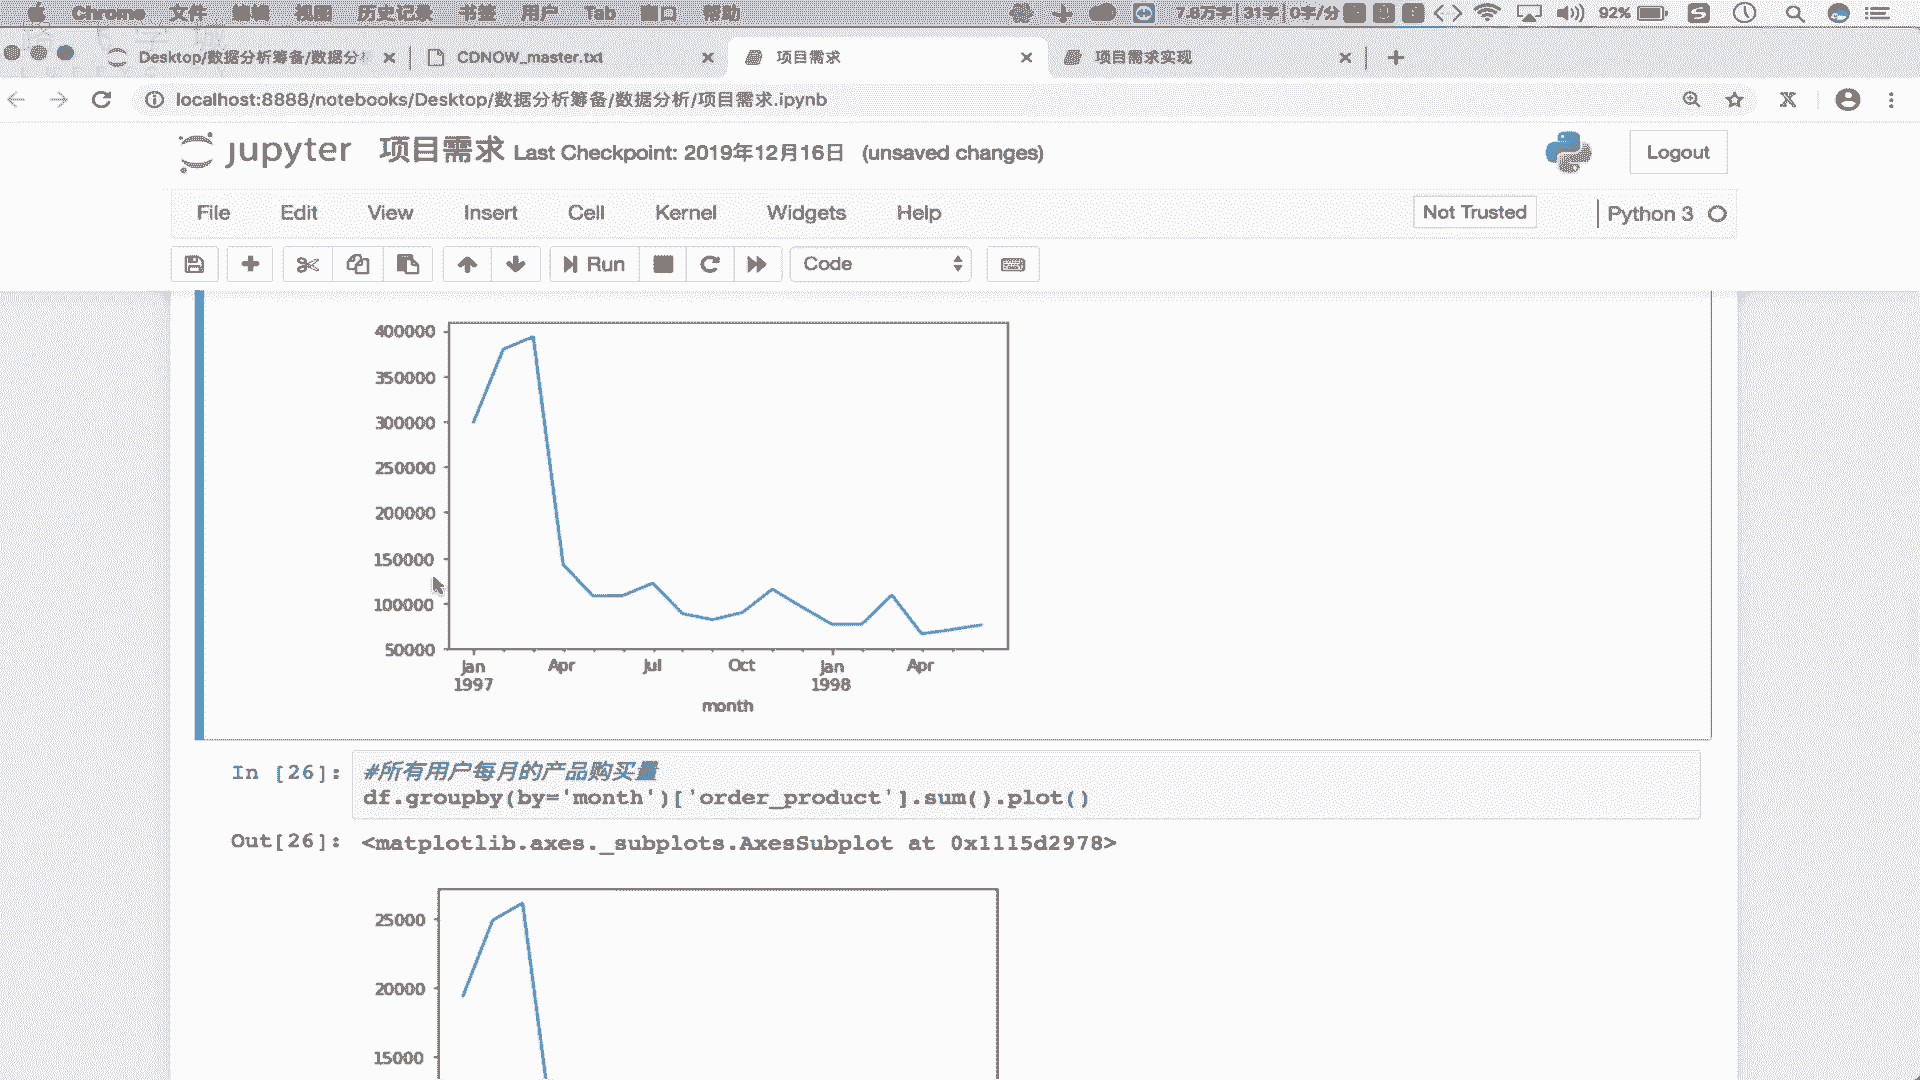 Chrome 文件 编辑 视图 历史记录 书签 用户 Tab 窗口 帮助 7.8万字 31字 0字/分 92%
Desktop/数据分析筹备/数据分析
CDNOW_master.txt
项目需求
项目需求实现
localhost:8888/notebooks/Desktop/数据分析筹备/数据分析/项目需求.ipynb
jupyter 项目需求 Last Checkpoint: 2019年12月16日 (unsaved changes)
Logout
File Edit View Insert Cell Kernel Widgets Help
Not Trusted
Python 3
Run
Code
400000
350000
300000
250000
200000
150000
100000
50000
Jan Apr Jul Oct Jan Apr
1997 1998
month
In [26]:
#所有用户每月的产品购买量
df.groupby(by='month')['order_product'].sum().plot()
Out[26]: <matplotlib.axes._subplots.AxesSubplot at 0x1115d2978>
25000
20000
15000